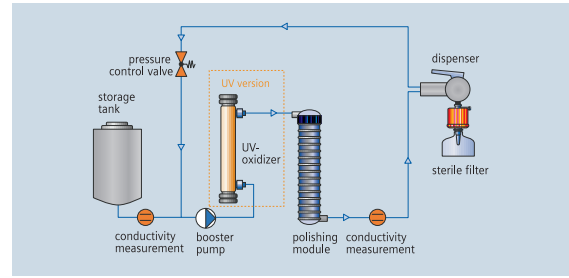 pressure
control valve
storage
tank
UV version
UV-
oxidizer
dispenser
sterile filter
conductivity
measurement
booster
pump
polishing
module
conductivity
measurement